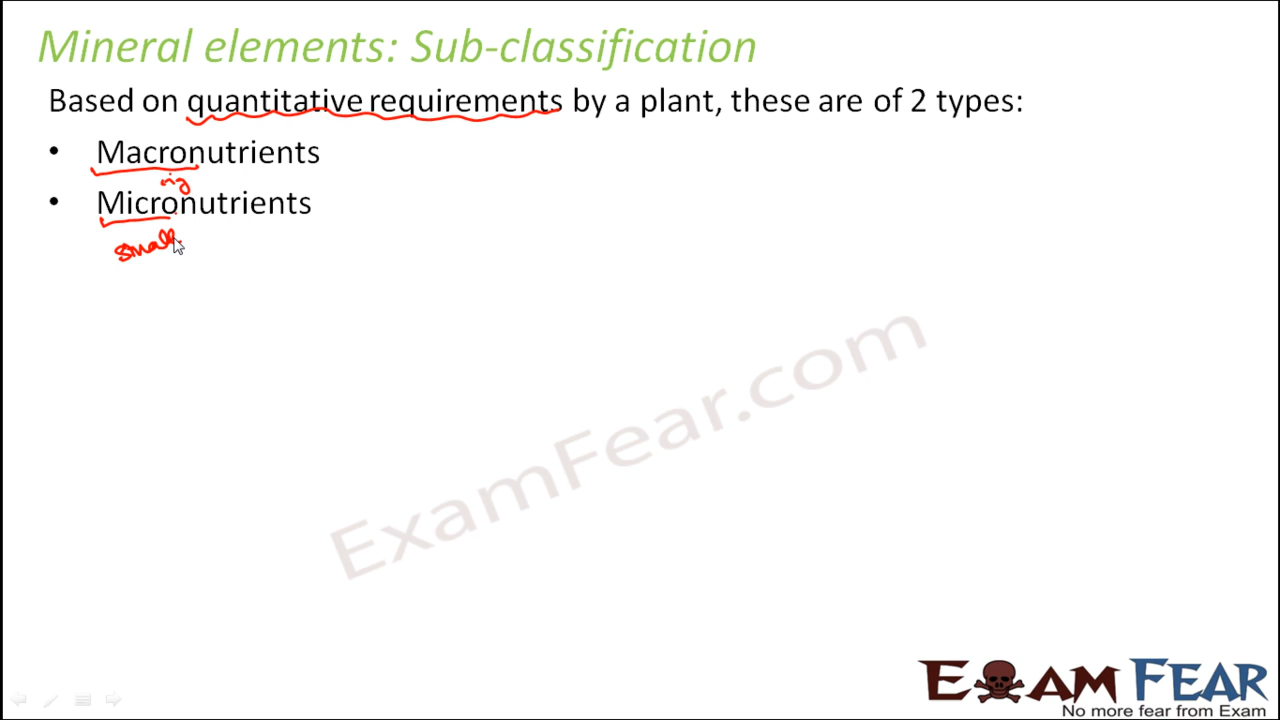 Mineral elements: Sub-classification
Based on quantitative requirements by a plant, these are of 2 types:
• Macronutrients
• Micronutrients
small
ExamFear.com
EXAM FEAR
No more fear from Exam